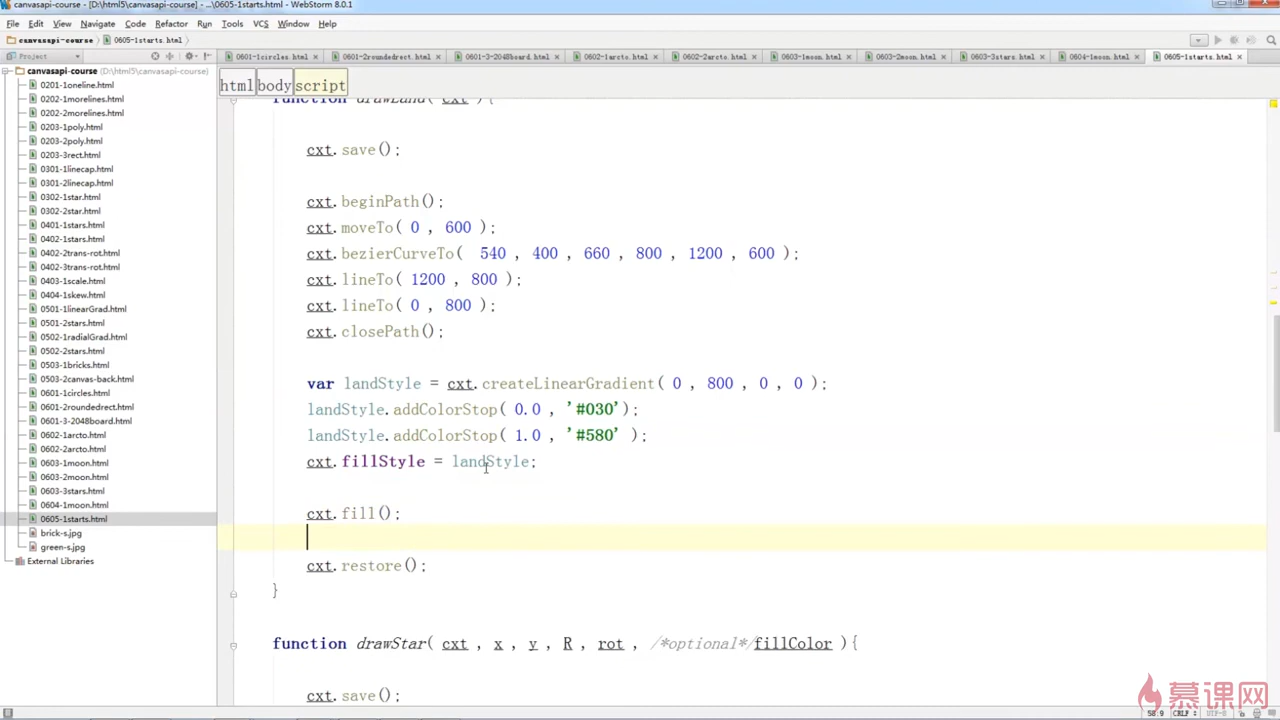 canvasapi-course - [D:\html5\canvasapi-course] - ...\0605-1starts.html - WebStorm 8.0.1
File Edit View Navigate Code Refactor Run Tools VCS Window Help
canvasapi-course 0605-1starts.html
Project
0601-1circles.html 0601-2roundedrect.html 0601-3-2048board.html 0602-1arcto.html 0602-2arcto.html 0603-1moon.html 0603-2moon.html 0603-3stars.html 0604-1moon.html 0605-1starts.html
canvasapi-course (D:\html5\canvasapi-course)
0201-1oneline.html
0202-1morelines.html
0202-2morelines.html
0203-1poly.html
0203-2poly.html
0203-3rect.html
0301-1linecap.html
0301-2linecap.html
0302-1star.html
0302-2star.html
0401-1stars.html
0402-1stars.html
0402-2trans-rot.html
0402-3trans-rot.html
0403-1scale.html
0404-1skew.html
0501-1linearGrad.html
0501-2stars.html
0502-1radialGrad.html
0502-2stars.html
0503-1bricks.html
0503-2canvas-back.html
0601-1circles.html
0601-2roundedrect.html
0601-3-2048board.html
0602-1arcto.html
0602-2arcto.html
0603-1moon.html
0603-2moon.html
0603-3stars.html
0604-1moon.html
0605-1starts.html
brick-s.jpg
green-s.jpg
External Libraries
html body script
function drawLand( cxt ){
cxt.save();
cxt.beginPath();
cxt.moveTo( 0 , 600 );
cxt.bezierCurveTo( 540 , 400 , 660 , 800 , 1200 , 600 );
cxt.lineTo( 1200 , 800 );
cxt.lineTo( 0 , 800 );
cxt.closePath();
var landStyle = cxt.createLinearGradient( 0 , 800 , 0 , 0 );
landStyle.addColorStop( 0.0 , '#030');
landStyle.addColorStop( 1.0 , '#580' );
cxt.fillStyle = landStyle;
cxt.fill();
cxt.restore();
}
function drawStar( cxt , x , y , R , rot , /*optional*/fillColor ){
cxt.save();
慕课网
58:9 CRLF UTF-8